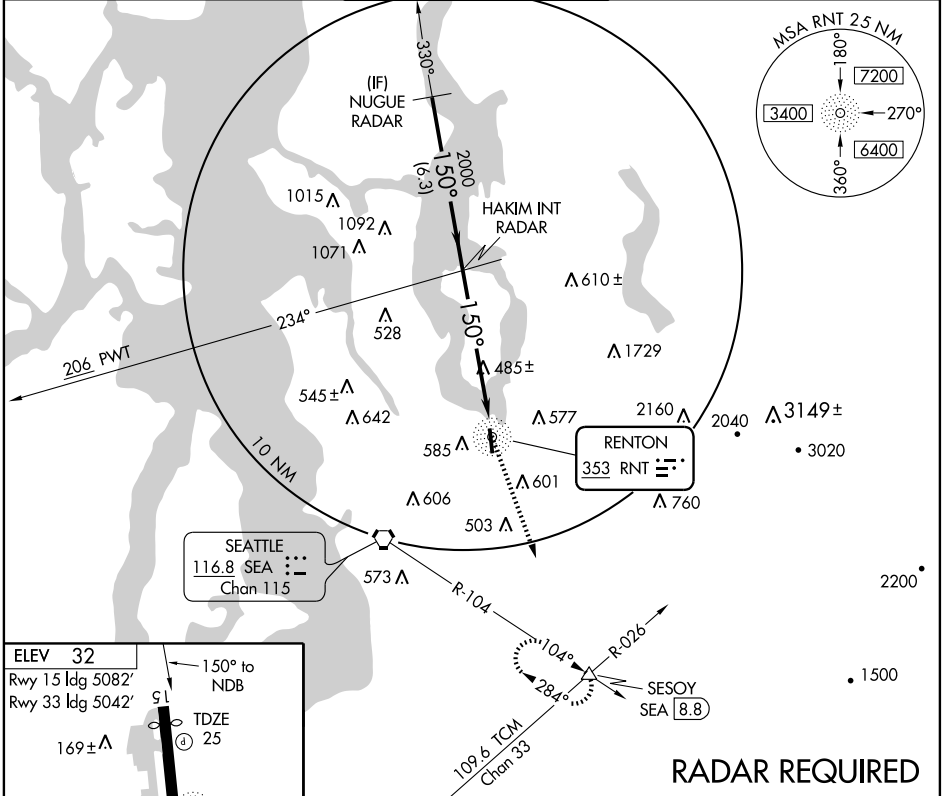 MSA RNT 25 NM
180°
7200
3400
270°
6400
360°
330°
(IF)
NUGUE
RADAR
2000
150°
(6.3)
1015
1092
1071
HAKIM INT
RADAR
610 ±
234°
528
150°
206 PWT
1729
485 ±
545 ±
642
577
2160
2040
3149 ±
585
RENTON
353 RNT
3020
10 NM
601
606
760
503
SEATTLE
116.8 SEA
Chan 115
573
2200
R-104
R-026
104°
284°
SESOY
SEA 8.8
1500
109.6 TCM
Chan 33
ELEV 32
Rwy 15 ldg 5082'
Rwy 33 ldg 5042'
150° to
NDB
15
TDZE
25
P
169 ±
RADAR REQUIRED